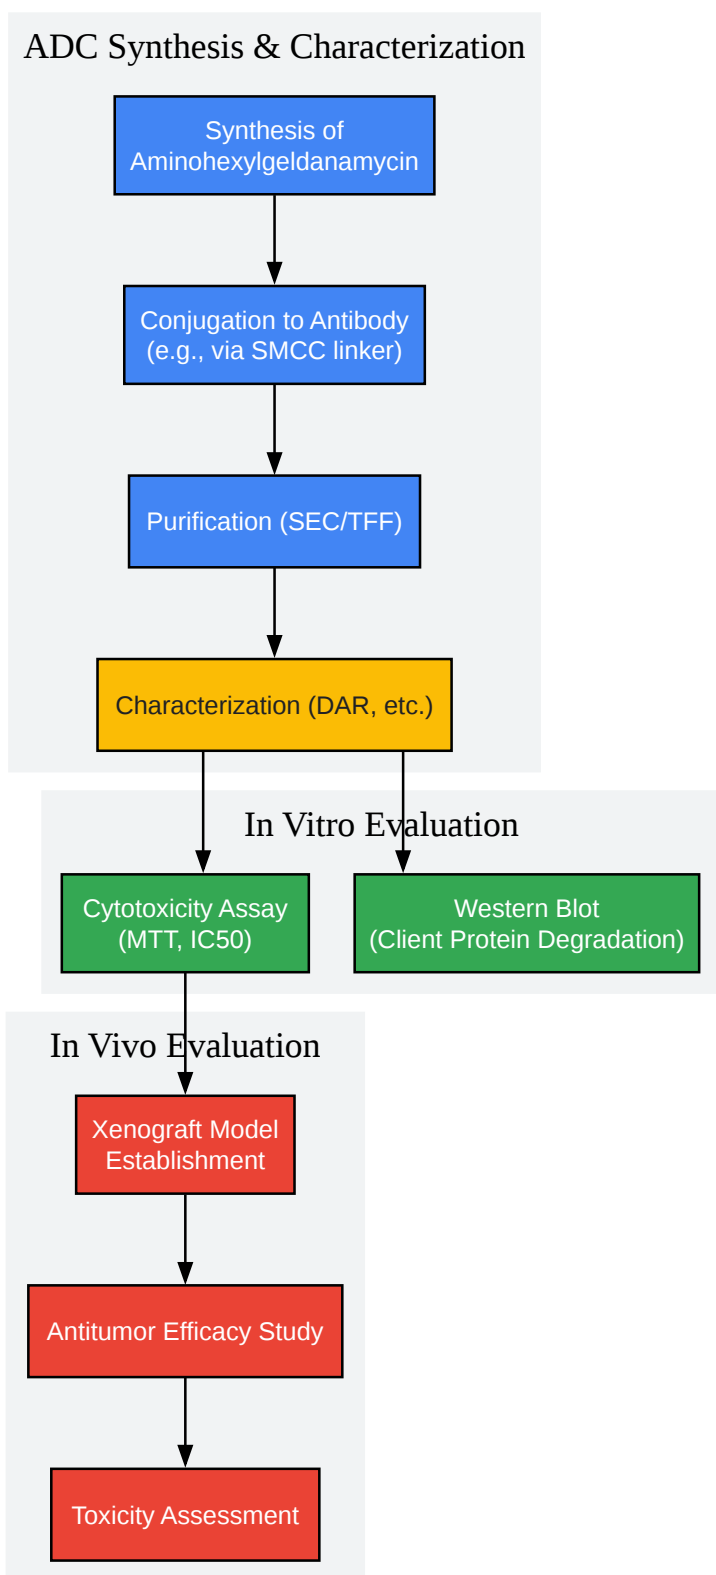 ADC Synthesis & Characterization
Synthesis of
Aminohexylgeldanamycin
Conjugation to Antibody
(e.g., via SMCC linker)
Purification (SEC/TFF)
Characterization (DAR, etc.)
In Vitro Evaluation
Cytotoxicity Assay
(MTT, IC50)
Western Blot
(Client Protein Degradation)
In Vivo Evaluation
Xenograft Model
Establishment
Antitumor Efficacy Study
Toxicity Assessment